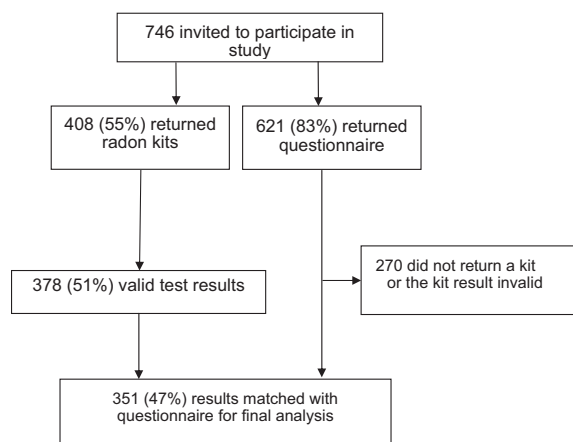 746 invited to participate in
study
408 (55%) returned
radon kits
621 (83%) returned
questionnaire
270 did not return a kit
or the kit result invalid
378 (51%) valid test results
351 (47%) results matched with
questionnaire for final analysis